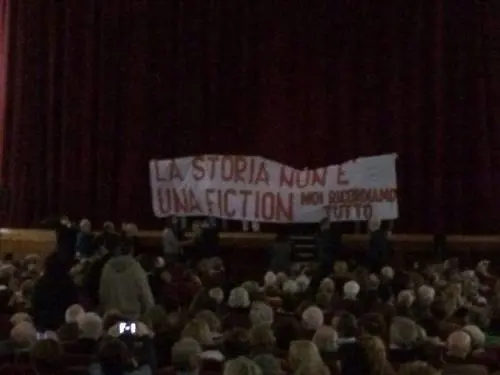 LA STORIA NON E'
UNA FICTION NOI RICORDIAMO
TUTTO